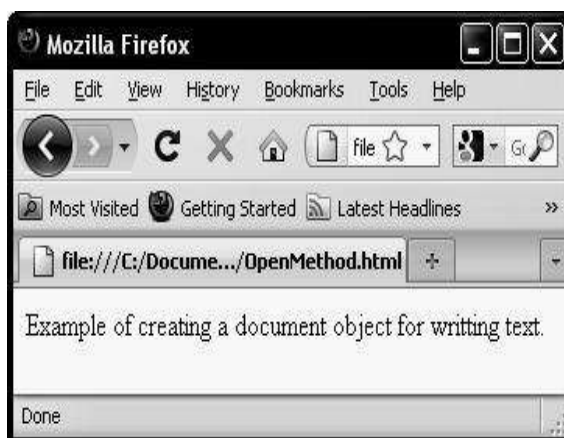 Mozilla Firefox
File Edit View History Bookmarks Tools Help
file
Most Visited Getting Started Latest Headlines »
file:///C:/Docume.../OpenMethod.html
Example of creating a document object for writting text.
Done